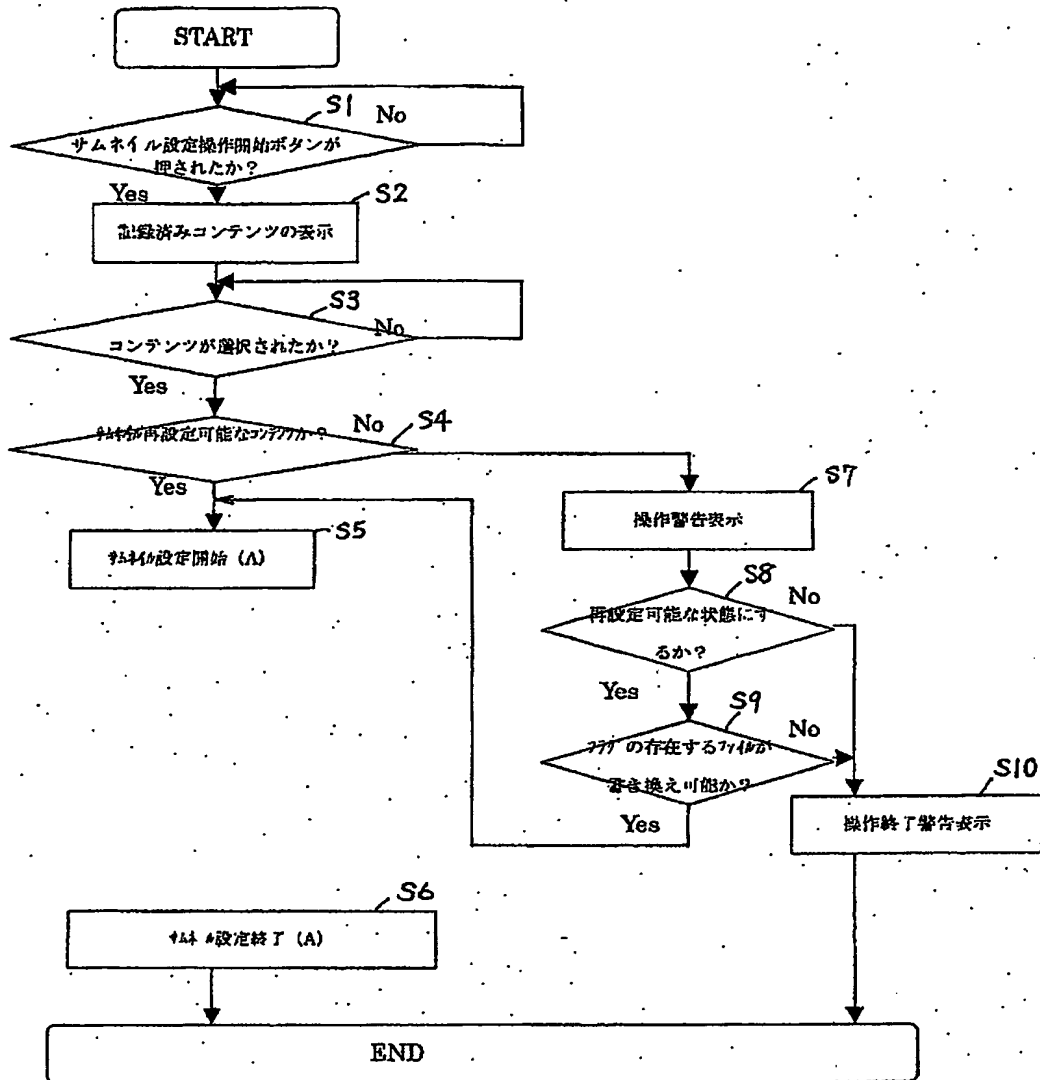 START
S1
No
サムネイル設定操作開始ボタンが
押されたか？
Yes
S2
記録済みコンテンツの表示
S3
No
コンテンツが選択されたか？
Yes
S4
No
ｻﾑﾈｲﾙ再設定可能なｺﾝﾃﾝﾂか？
Yes
S5
ｻﾑﾈｲﾙ設定開始 (A)
S7
操作警告表示
S8
No
再設定可能な状態にす
るか？
Yes
S9
No
ﾌﾗｸﾞの存在するﾌｧｲﾙが
書き換え可能か？
Yes
S10
操作終了警告表示
S6
設定終了 (A)
END